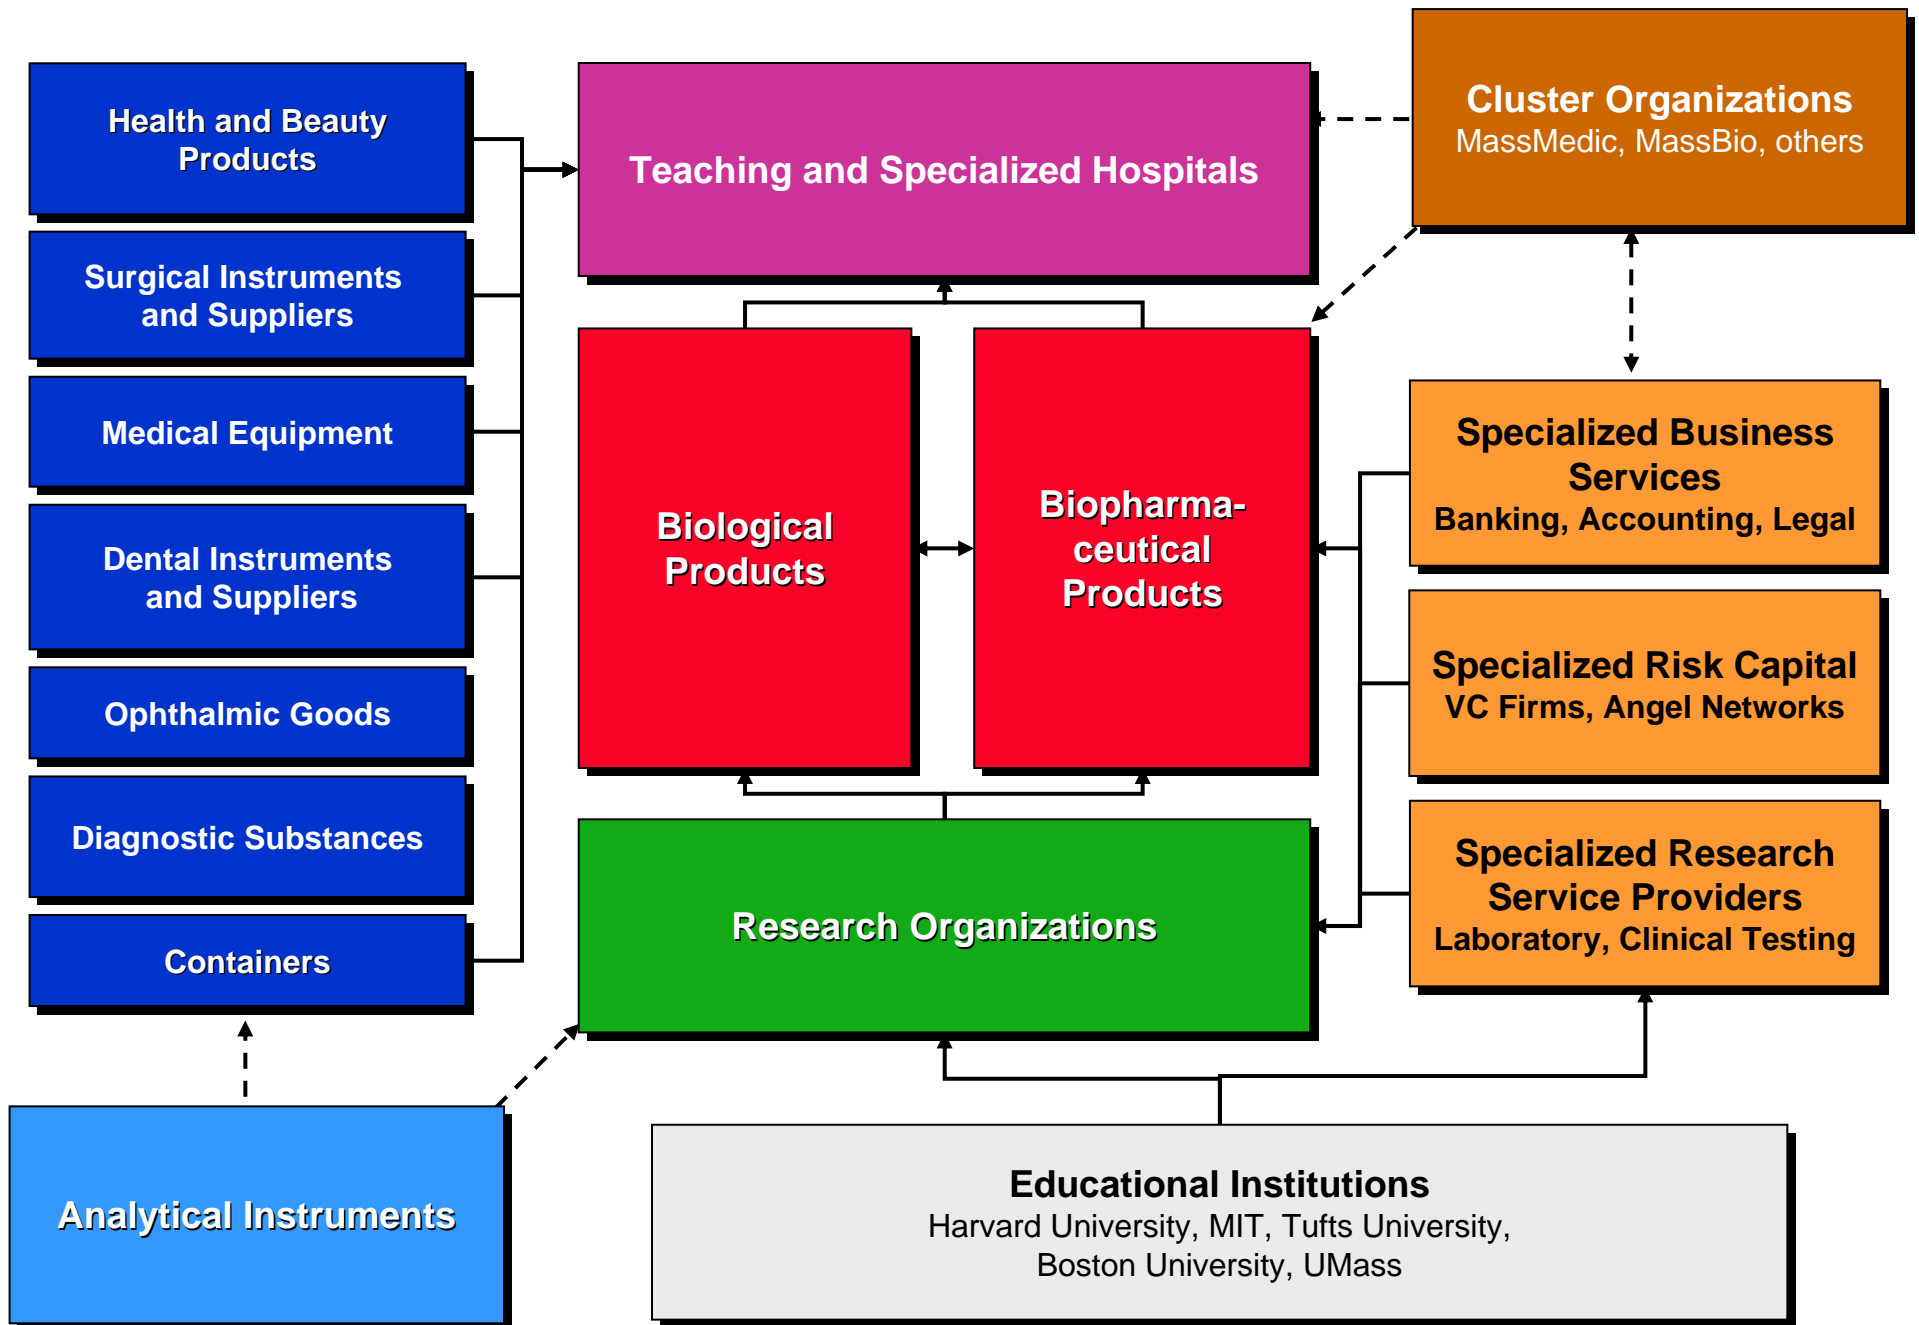 Health and Beauty
Products
Surgical Instruments
and Suppliers
Medical Equipment
Dental Instruments
and Suppliers
Ophthalmic Goods
Diagnostic Substances
Containers
Analytical Instruments
Teaching and Specialized Hospitals
Biological
Products
Biopharma-
ceutical
Products
Research Organizations
Cluster Organizations
MassMedic, MassBio, others
Specialized Business
Services
Banking, Accounting, Legal
Specialized Risk Capital
VC Firms, Angel Networks
Specialized Research
Service Providers
Laboratory, Clinical Testing
Educational Institutions
Harvard University, MIT, Tufts University,
Boston University, UMass